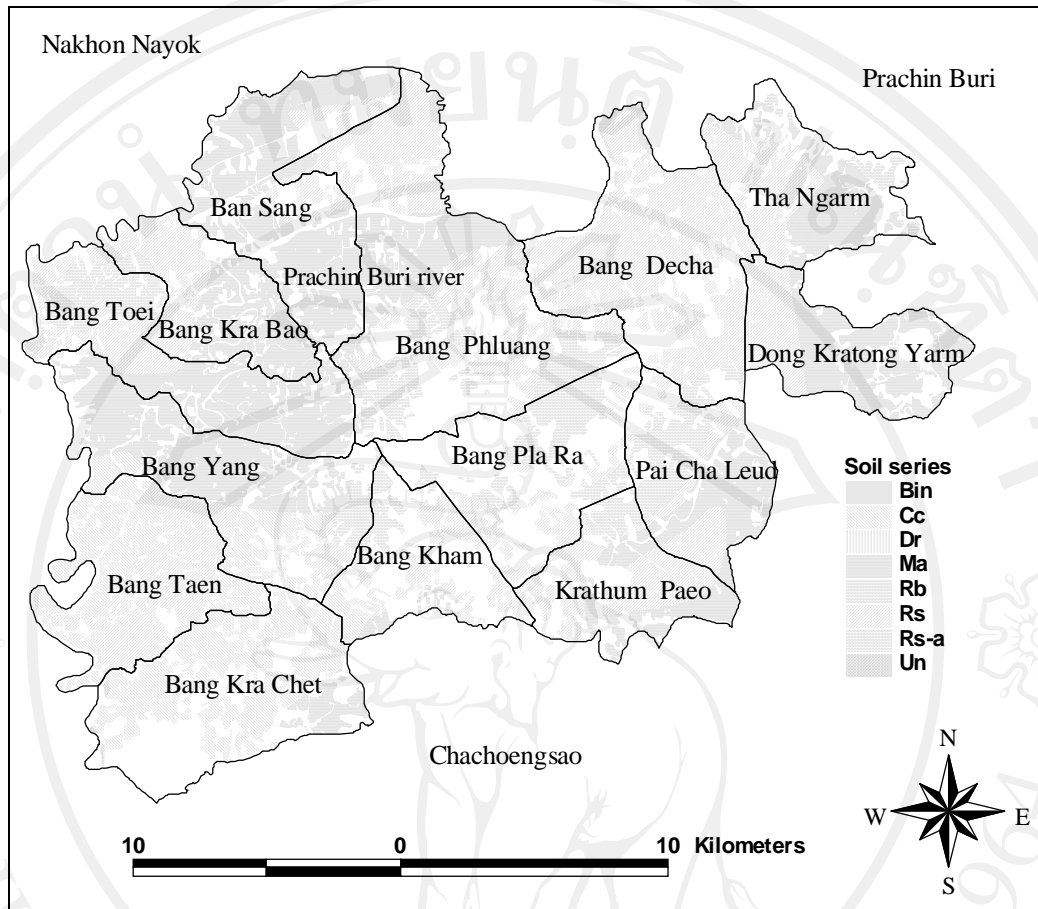 Nakhon Nayok
Prachin Buri
Tha Ngarm
Ban Sang
Bang Decha
Prachin Buri river
Bang Toei
Bang Kra Bao
Bang Phluang
Dong Kratong Yarm
Bang Yang
Bang Pla Ra
Pai Cha Leud
Soil series
Bin
Cc
Dr
Ma
Rb
Rs
Rs-a
Un
Bang Kham
Bang Taen
Krathum Paeo
Bang Kra Chet
Chachoengsao
N
W
E
S
10 0 10 Kilometers